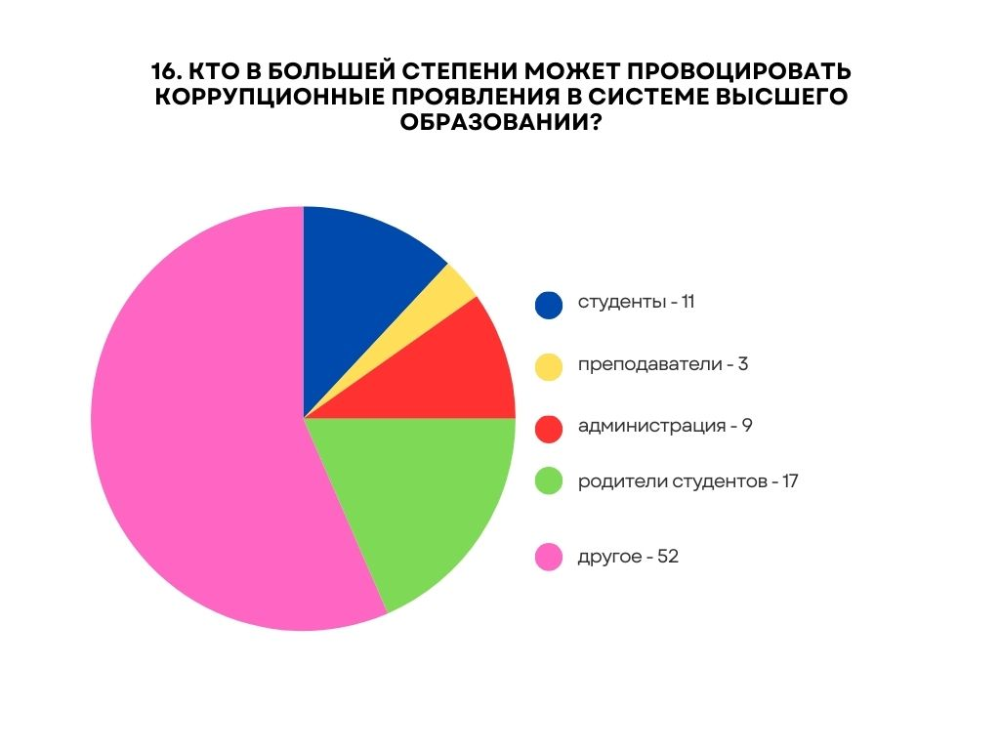 16. КТО В БОЛЬШЕЙ СТЕПЕНИ МОЖЕТ ПРОВОЦИРОВАТЬ
КОРРУПЦИОННЫЕ ПРОЯВЛЕНИЯ В СИСТЕМЕ ВЫСШЕГО
ОБРАЗОВАНИИ?
студенты - 11
преподаватели - 3
администрация - 9
родители студентов - 17
другое - 52